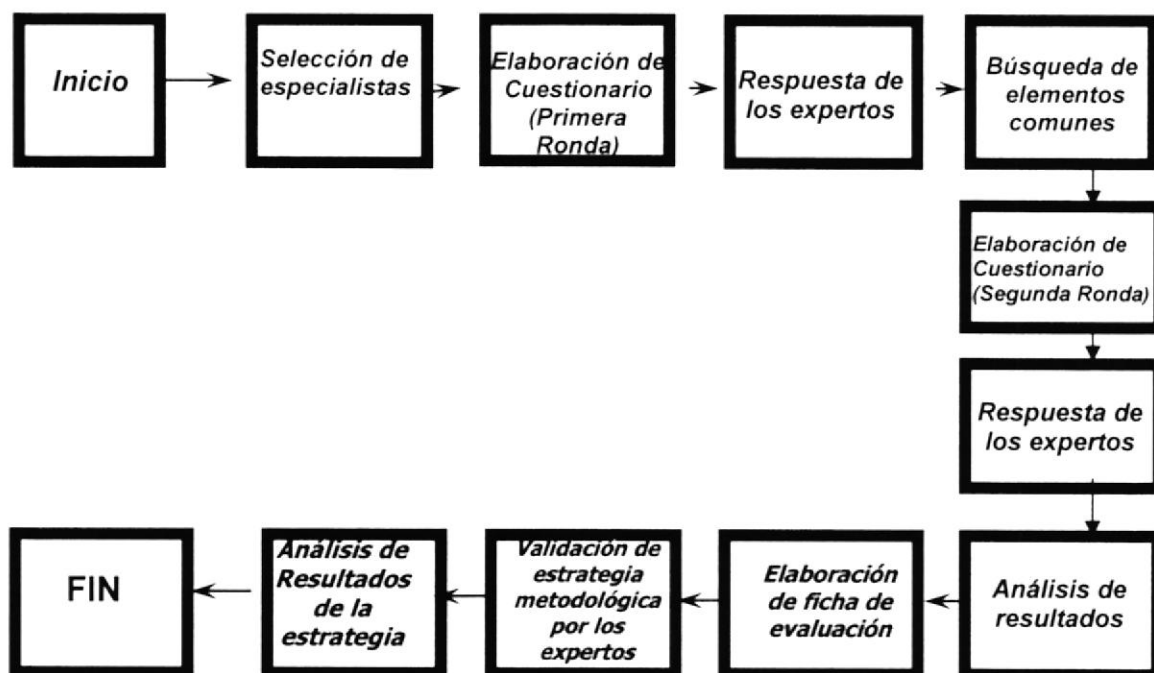 Inicio
Selección de
especialistas
Elaboración de
Cuestionario
(Primera
Ronda)
Respuesta de
los expertos
Búsqueda de
elementos
comunes
Elaboración de
Cuestionario
(Segunda Ronda)
Respuesta de
los expertos
Análisis de
resultados
Elaboración
de ficha de
evaluación
Validación de
estrategia
metodológica
por los
expertos
Análisis de
Resultados
de la
estrategia
FIN